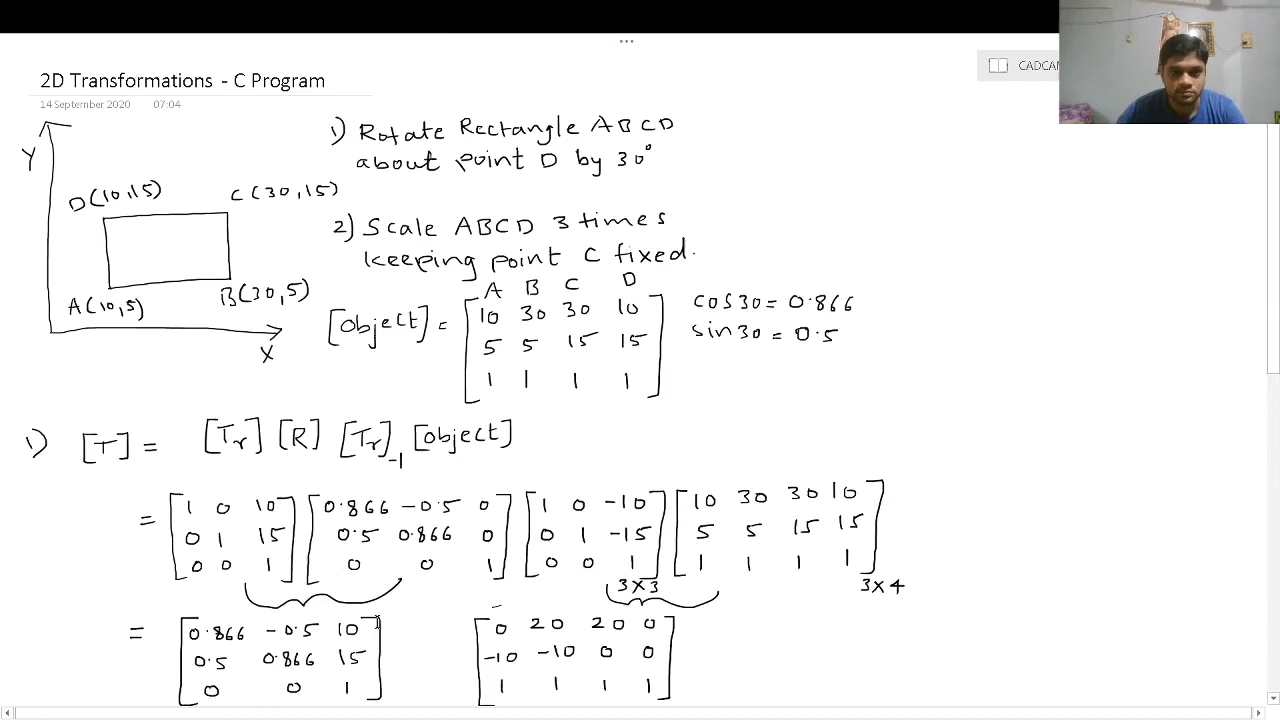 CADCAM
2D Transformations - C Program
14 September 2020 07:04
Y
D(10,15) C(30,15)
A(10,5) B(30,5)
X
1) Rotate Rectangle ABCD
about point D by 30°
2) Scale ABCD 3 times
keeping point C fixed.
A B C D
[Object] = [10 30 30 10
5 5 15 15
1 1 1 1]
cos30 = 0.866
sin30 = 0.5
1) [T] = [Tr] [R] [Tr]-1 [object]
= [1 0 10 [0.866 -0.5 0 [1 0 -10 [10 30 30 10
0 1 15 0.5 0.866 0 0 1 -15 5 5 15 15
0 0 1] 0 0 1] 0 0 1] 1 1 1 1]
3x3 3x4
= [0.866 -0.5 10 [0 20 20 0
0.5 0.866 15 -10 -10 0 0
0 0 1] 1 1 1 1]